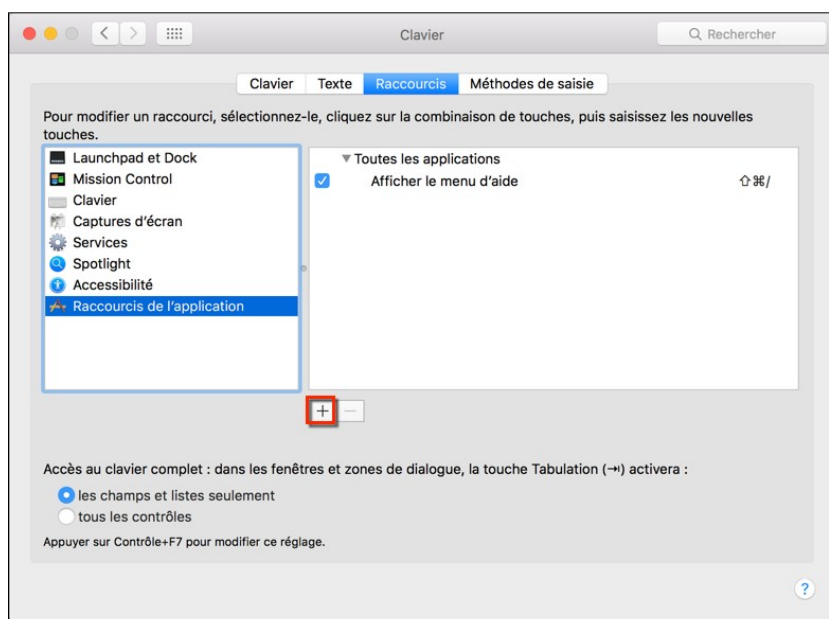 Clavier
Rechercher
Clavier Texte Raccourcis Méthodes de saisie
Pour modifier un raccourci, sélectionnez-le, cliquez sur la combinaison de touches, puis saisissez les nouvelles
touches.
Launchpad et Dock
Mission Control
Clavier
Captures d’écran
Services
Spotlight
Accessibilité
Raccourcis de l’application
Toutes les applications
Afficher le menu d’aide ⇧⌘/
+ −
Accès au clavier complet : dans les fenêtres et zones de dialogue, la touche Tabulation (⇥) activera :
les champs et listes seulement
tous les contrôles
Appuyer sur Contrôle+F7 pour modifier ce réglage.
?